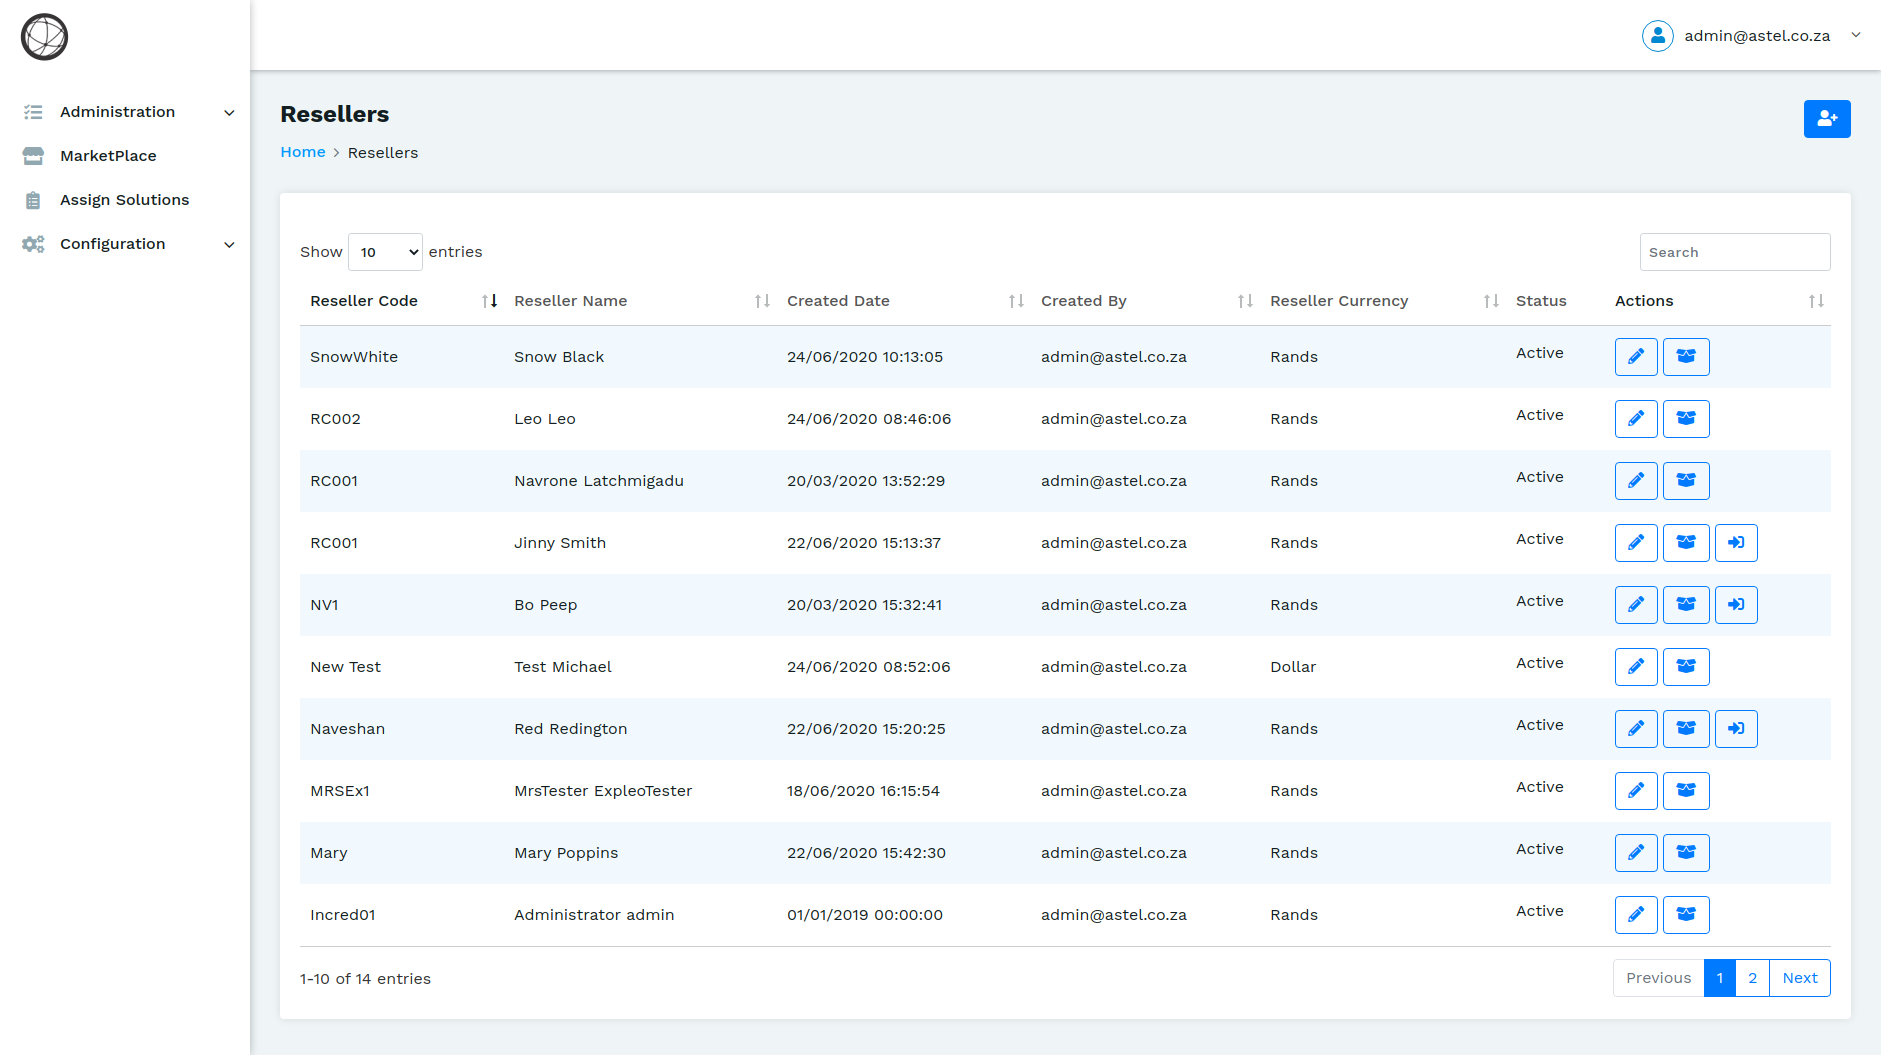 admin@astel.co.za
Administration
MarketPlace
Assign Solutions
Configuration
Resellers
Home > Resellers
Show 10 entries
Search
Reseller Code Reseller Name Created Date Created By Reseller Currency Status Actions
SnowWhite Snow Black 24/06/2020 10:13:05 admin@astel.co.za Rands Active
RC002 Leo Leo 24/06/2020 08:46:06 admin@astel.co.za Rands Active
RC001 Navrone Latchmigadu 20/03/2020 13:52:29 admin@astel.co.za Rands Active
RC001 Jinny Smith 22/06/2020 15:13:37 admin@astel.co.za Rands Active
NV1 Bo Peep 20/03/2020 15:32:41 admin@astel.co.za Rands Active
New Test Test Michael 24/06/2020 08:52:06 admin@astel.co.za Dollar Active
Naveshan Red Redington 22/06/2020 15:20:25 admin@astel.co.za Rands Active
MRSEx1 MrsTester ExpleoTester 18/06/2020 16:15:54 admin@astel.co.za Rands Active
Mary Mary Poppins 22/06/2020 15:42:30 admin@astel.co.za Rands Active
Incred01 Administrator admin 01/01/2019 00:00:00 admin@astel.co.za Rands Active
1-10 of 14 entries
Previous 1 2 Next